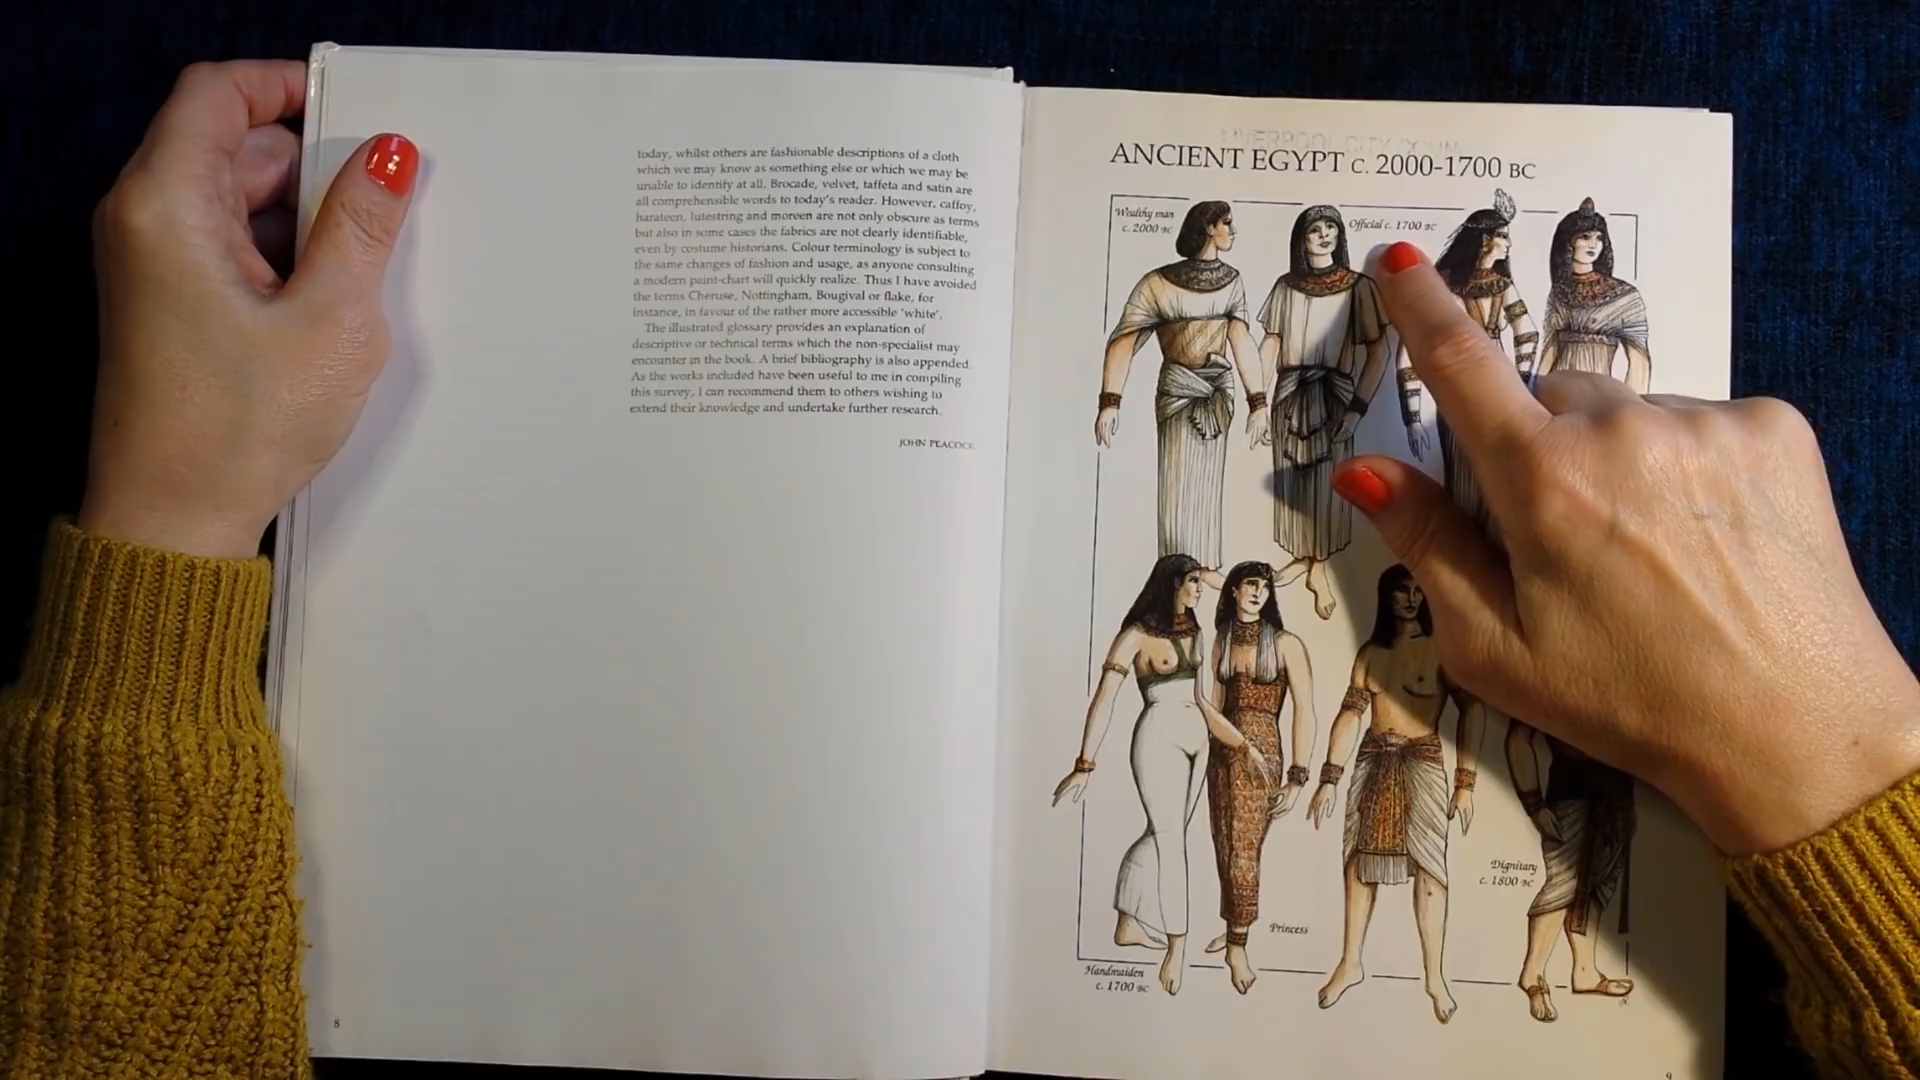 today, whilst others are fashionable descriptions of a cloth
which we may know as something else or which we may be
unable to identify at all. Brocade, velvet, taffeta and satin are
all comprehensible words to today's reader. However, caffoy,
harateen, lutestring and moreen are not only obscure as terms
but also in some cases the fabrics are not clearly identifiable,
even by costume historians. Colour terminology is subject to
the same changes of fashion and usage, as anyone consulting
a modern paint-chart will quickly realize. Thus I have avoided
the terms Cheruse, Nottingham, Bougival or flake, for
instance, in favour of the rather more accessible 'white'.
The illustrated glossary provides an explanation of
descriptive or technical terms which the non-specialist may
encounter in the book. A brief bibliography is also appended.
As the works included have been useful to me in compiling
this survey, I can recommend them to others wishing to
extend their knowledge and undertake further research.
JOHN PEACOCK
8
LIVERPOOL CITY
ANCIENT EGYPT c. 2000-1700 BC
Wealthy man
c. 2000 BC
Official c. 1700 BC
Dignitary
c. 1800 BC
Princess
Handmaiden
c. 1700 BC
9